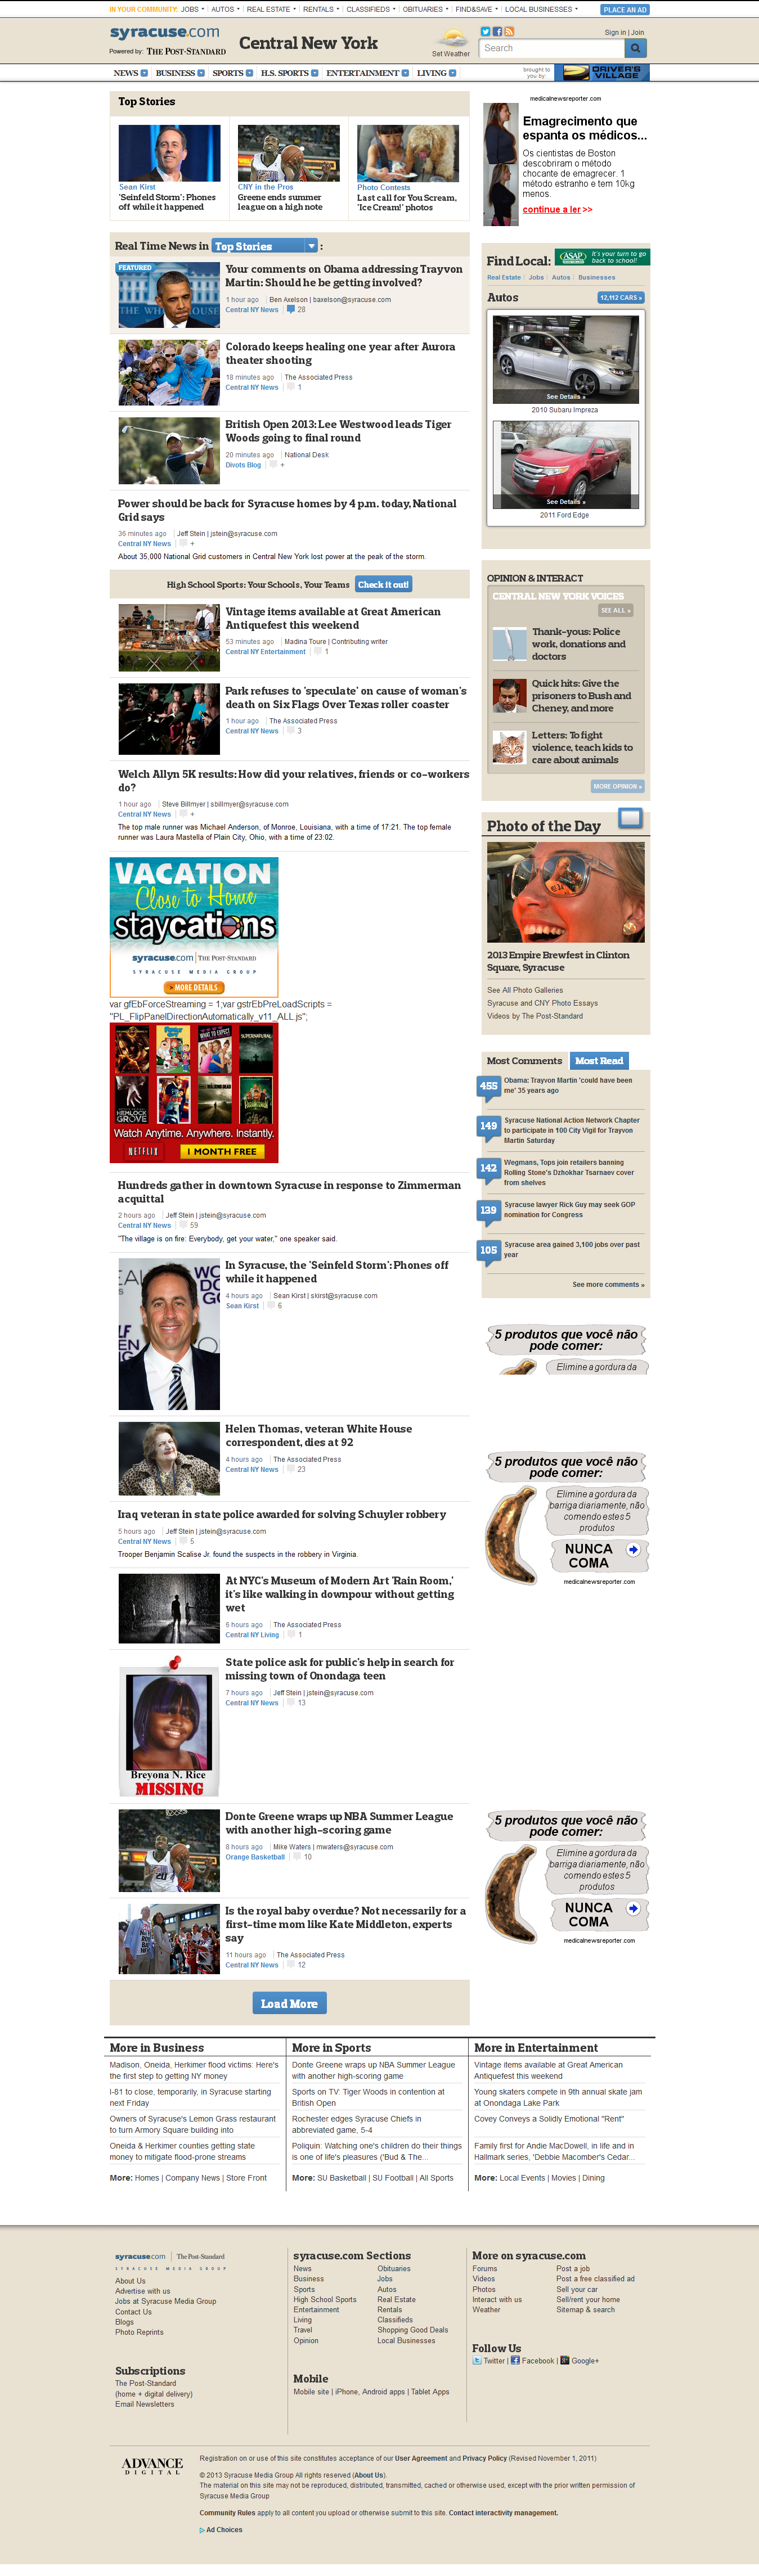 IN YOUR COMMUNITY: JOBS AUTOS REAL ESTATE RENTALS CLASSIFIEDS OBITUARIES FIND&SAVE LOCAL BUSINESSES PLACE AN AD
syracuse.com
Powered by: THE POST-STANDARD
Central New York
Set Weather
Sign in | Join
Search
NEWS BUSINESS SPORTS H.S. SPORTS ENTERTAINMENT LIVING
brought to you by
DRIVER'S VILLAGE
Top Stories
Sean Kirst
'Seinfeld Storm': Phones
off while it happened
CNY in the Pros
Greene ends summer
league on a high note
Photo Contests
Last call for You Scream,
'Ice Cream!' photos
Real Time News in Top Stories :
FEATURED
Your comments on Obama addressing Trayvon
Martin: Should he be getting involved?
1 hour ago Ben Axelson | baxelson@syracuse.com
Central NY News 28
Colorado keeps healing one year after Aurora
theater shooting
18 minutes ago The Associated Press
Central NY News 1
British Open 2013: Lee Westwood leads Tiger
Woods going to final round
20 minutes ago National Desk
Divots Blog +
Power should be back for Syracuse homes by 4 p.m. today, National
Grid says
36 minutes ago Jeff Stein | jstein@syracuse.com
Central NY News +
About 35,000 National Grid customers in Central New York lost power at the peak of the storm.
High School Sports: Your Schools, Your Teams Check it out!
Vintage items available at Great American
Antiquefest this weekend
53 minutes ago Madina Toure | Contributing writer
Central NY Entertainment 1
Park refuses to 'speculate' on cause of woman's
death on Six Flags Over Texas roller coaster
1 hour ago The Associated Press
Central NY News 3
Welch Allyn 5K results: How did your relatives, friends or co-workers
do?
1 hour ago Steve Billmyer | sbillmyer@syracuse.com
Central NY News +
The top male runner was Michael Anderson, of Monroe, Louisiana, with a time of 17:21. The top female
runner was Laura Mastella of Plain City, Ohio, with a time of 23:02.
VACATION
Close to Home
staycations
syracuse.com THE POST-STANDARD
SYRACUSE MEDIA GROUP
> MORE DETAILS
var gfEbForceStreaming = 1;var gstrEbPreLoadScripts =
"PL_FlipPanelDirectionAutomatically_v11_ALL.js";
SUPERNATURAL
HEMLOCK GROVE
Watch Anytime. Anywhere. Instantly.
NETFLIX 1 MONTH FREE
Hundreds gather in downtown Syracuse in response to Zimmerman
acquittal
2 hours ago Jeff Stein | jstein@syracuse.com
Central NY News 59
"The village is on fire: Everybody, get your water," one speaker said.
In Syracuse, the 'Seinfeld Storm': Phones off
while it happened
4 hours ago Sean Kirst | skirst@syracuse.com
Sean Kirst 6
Helen Thomas, veteran White House
correspondent, dies at 92
4 hours ago The Associated Press
Central NY News 23
Iraq veteran in state police awarded for solving Schuyler robbery
5 hours ago Jeff Stein | jstein@syracuse.com
Central NY News 5
Trooper Benjamin Scalise Jr. found the suspects in the robbery in Virginia.
At NYC's Museum of Modern Art 'Rain Room,'
it's like walking in downpour without getting
wet
6 hours ago The Associated Press
Central NY Living 1
State police ask for public's help in search for
missing town of Onondaga teen
7 hours ago Jeff Stein | jstein@syracuse.com
Central NY News 13
Breyona N. Rice
MISSING
Donte Greene wraps up NBA Summer League
with another high-scoring game
8 hours ago Mike Waters | mwaters@syracuse.com
Orange Basketball 10
Is the royal baby overdue? Not necessarily for a
first-time mom like Kate Middleton, experts
say
11 hours ago The Associated Press
Central NY News 12
Load More
medicalnewsreporter.com
Emagrecimento que
espanta os médicos...
Os cientistas de Boston
descobriram o método
chocante de emagrecer. 1
método estranho e tem 10kg
menos.
continue a ler >>
Find Local:
ASAP It's your turn to go back to school!
Real Estate Jobs Autos Businesses
Autos 12,112 CARS »
See Details »
2010 Subaru Impreza
See Details »
2011 Ford Edge
OPINION & INTERACT
CENTRAL NEW YORK VOICES
SEE ALL »
Thank-yous: Police
work, donations and
doctors
Quick hits: Give the
prisoners to Bush and
Cheney, and more
Letters: To fight
violence, teach kids to
care about animals
MORE OPINION »
Photo of the Day
2013 Empire Brewfest in Clinton
Square, Syracuse
See All Photo Galleries
Syracuse and CNY Photo Essays
Videos by The Post-Standard
Most Comments Most Read
455 Obama: Trayvon Martin 'could have been
me' 35 years ago
149 Syracuse National Action Network Chapter
to participate in 100 City Vigil for Trayvon
Martin Saturday
142 Wegmans, Tops join retailers banning
Rolling Stone's Dzhokhar Tsarnaev cover
from shelves
139 Syracuse lawyer Rick Guy may seek GOP
nomination for Congress
105 Syracuse area gained 3,100 jobs over past
year
See more comments »
5 produtos que você não
pode comer:
Elimine a gordura da
5 produtos que você não
pode comer:
Elimine a gordura da
barriga diariamente, não
comendo estes 5
produtos
NUNCA
COMA
medicalnewsreporter.com
5 produtos que você não
pode comer:
Elimine a gordura da
barriga diariamente, não
comendo estes 5
produtos
NUNCA
COMA
medicalnewsreporter.com
More in Business
Madison, Oneida, Herkimer flood victims: Here's
the first step to getting NY money
I-81 to close, temporarily, in Syracuse starting
next Friday
Owners of Syracuse's Lemon Grass restaurant
to turn Armory Square building into
Oneida & Herkimer counties getting state
money to mitigate flood-prone streams
More: Homes | Company News | Store Front
More in Sports
Donte Greene wraps up NBA Summer League
with another high-scoring game
Sports on TV: Tiger Woods in contention at
British Open
Rochester edges Syracuse Chiefs in
abbreviated game, 5-4
Poliquin: Watching one's children do their things
is one of life's pleasures ('Bud & The...
More: SU Basketball | SU Football | All Sports
More in Entertainment
Vintage items available at Great American
Antiquefest this weekend
Young skaters compete in 9th annual skate jam
at Onondaga Lake Park
Covey Conveys a Solidly Emotional "Rent"
Family first for Andie MacDowell, in life and in
Hallmark series, 'Debbie Macomber's Cedar...
More: Local Events | Movies | Dining
syracuse.com The Post-Standard
SYRACUSE MEDIA GROUP
About Us
Advertise with us
Jobs at Syracuse Media Group
Contact Us
Blogs
Photo Reprints
Subscriptions
The Post-Standard
(home + digital delivery)
Email Newsletters
syracuse.com Sections
News Obituaries
Business Jobs
Sports Autos
High School Sports Real Estate
Entertainment Rentals
Living Classifieds
Travel Shopping Good Deals
Opinion Local Businesses
Mobile
Mobile site | iPhone, Android apps | Tablet Apps
More on syracuse.com
Forums Post a job
Videos Post a free classified ad
Photos Sell your car
Interact with us Sell/rent your home
Weather Sitemap & search
Follow Us
Twitter | Facebook | Google+
ADVANCE
DIGITAL
Registration on or use of this site constitutes acceptance of our User Agreement and Privacy Policy (Revised November 1, 2011)
© 2013 Syracuse Media Group All rights reserved (About Us).
The material on this site may not be reproduced, distributed, transmitted, cached or otherwise used, except with the prior written permission of
Syracuse Media Group
Community Rules apply to all content you upload or otherwise submit to this site. Contact interactivity management.
Ad Choices